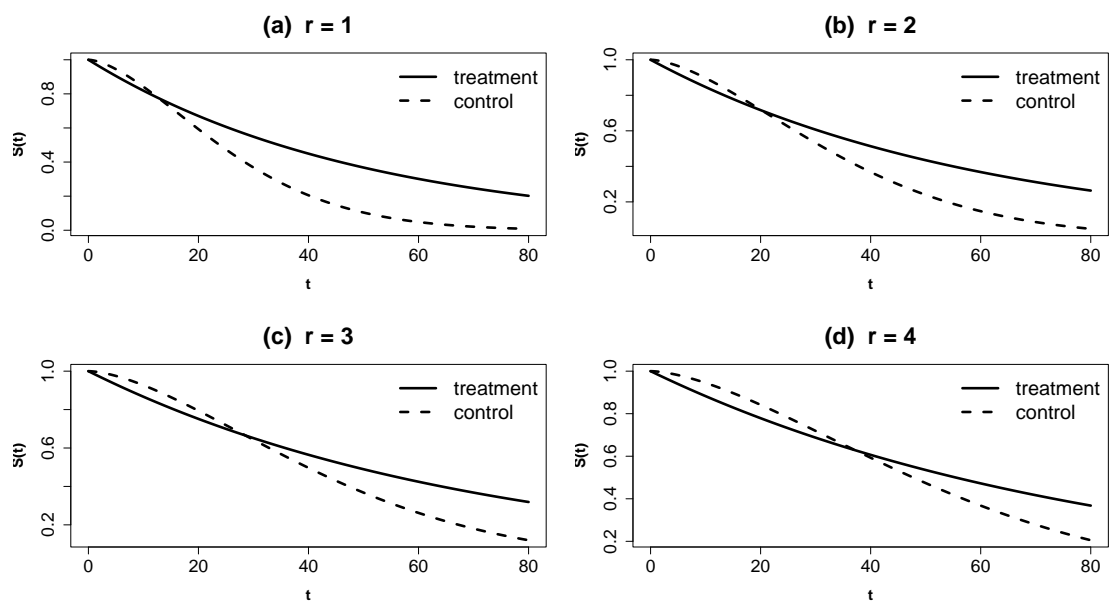 (a) r = 1
S(t)
0.0 0.4 0.8
treatment
control
0 20 40 60 80
t
(b) r = 2
S(t)
0.2 0.6 1.0
treatment
control
0 20 40 60 80
t
(c) r = 3
S(t)
0.2 0.6 1.0
treatment
control
0 20 40 60 80
t
(d) r = 4
S(t)
0.2 0.4 0.6 0.8 1.0
treatment
control
0 20 40 60 80
t